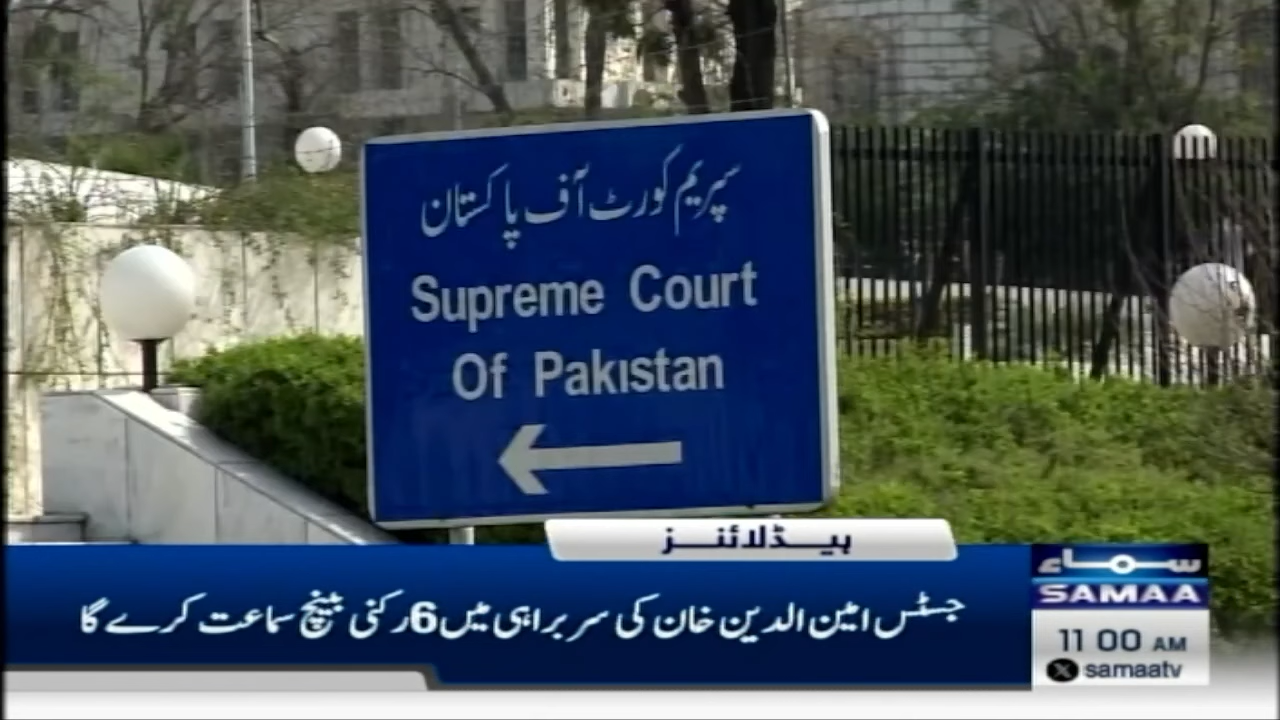 سپریم کورٹ آف پاکستان
Supreme Court
Of Pakistan
ہیڈلائنز
جسٹس امین الدین خان کی سربراہی میں 6 رکنی بینچ سماعت کرے گا
سماء
SAMAA
11 00 AM
X samaatv